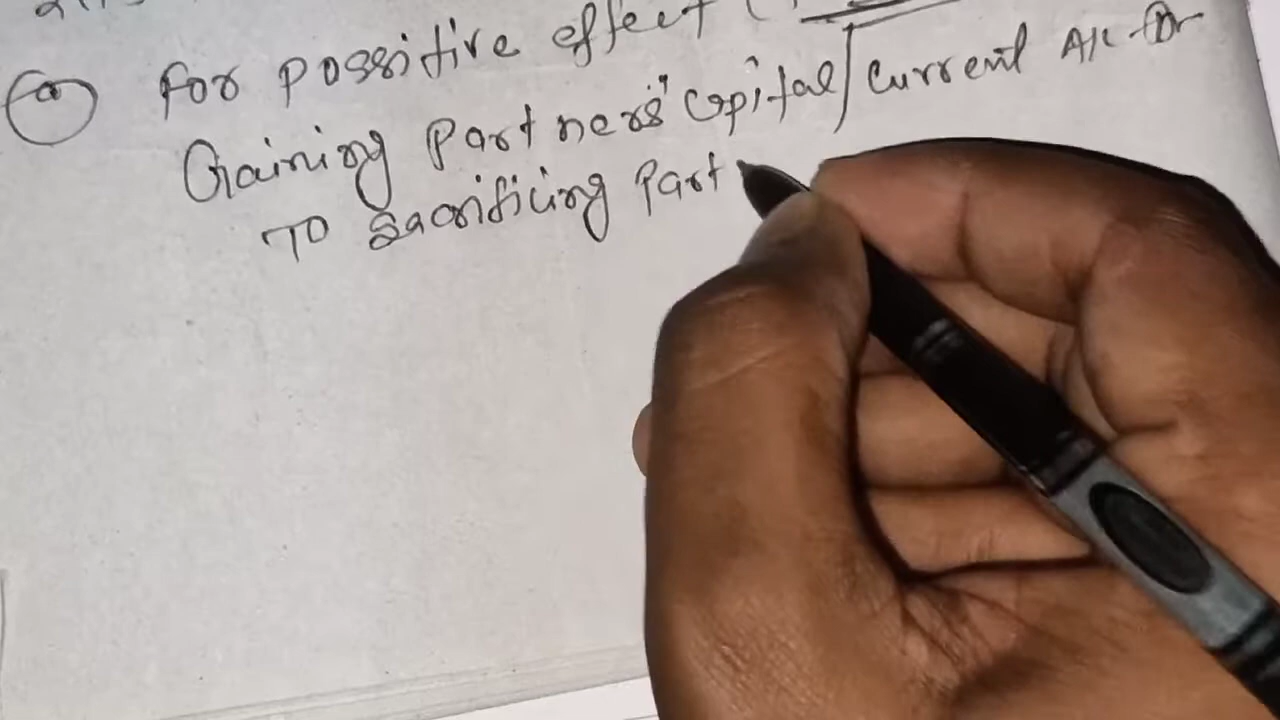 (a) For possitive effect (
Gaining Partners' Capital/Current A/c Dr
To Sacrificing Part